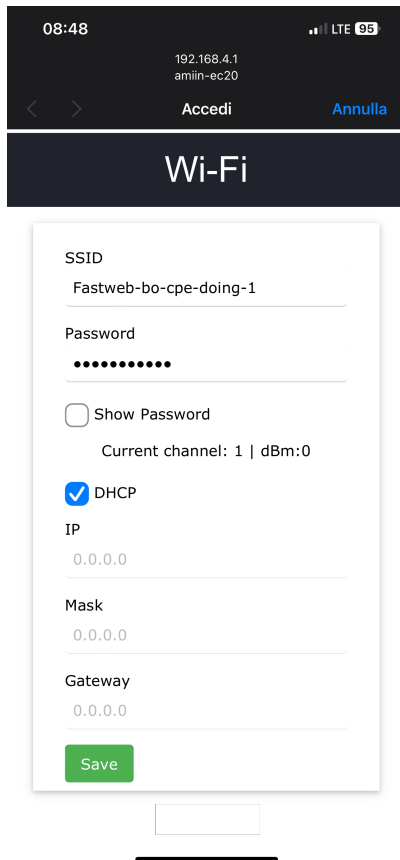 08:48
LTE 95
192.168.4.1
amiin-ec20
Accedi Annulla
Wi-Fi
SSID
Fastweb-bo-cpe-doing-1
Password
•••••••••••
Show Password
Current channel: 1 | dBm:0
DHCP
IP
0.0.0.0
Mask
0.0.0.0
Gateway
0.0.0.0
Save